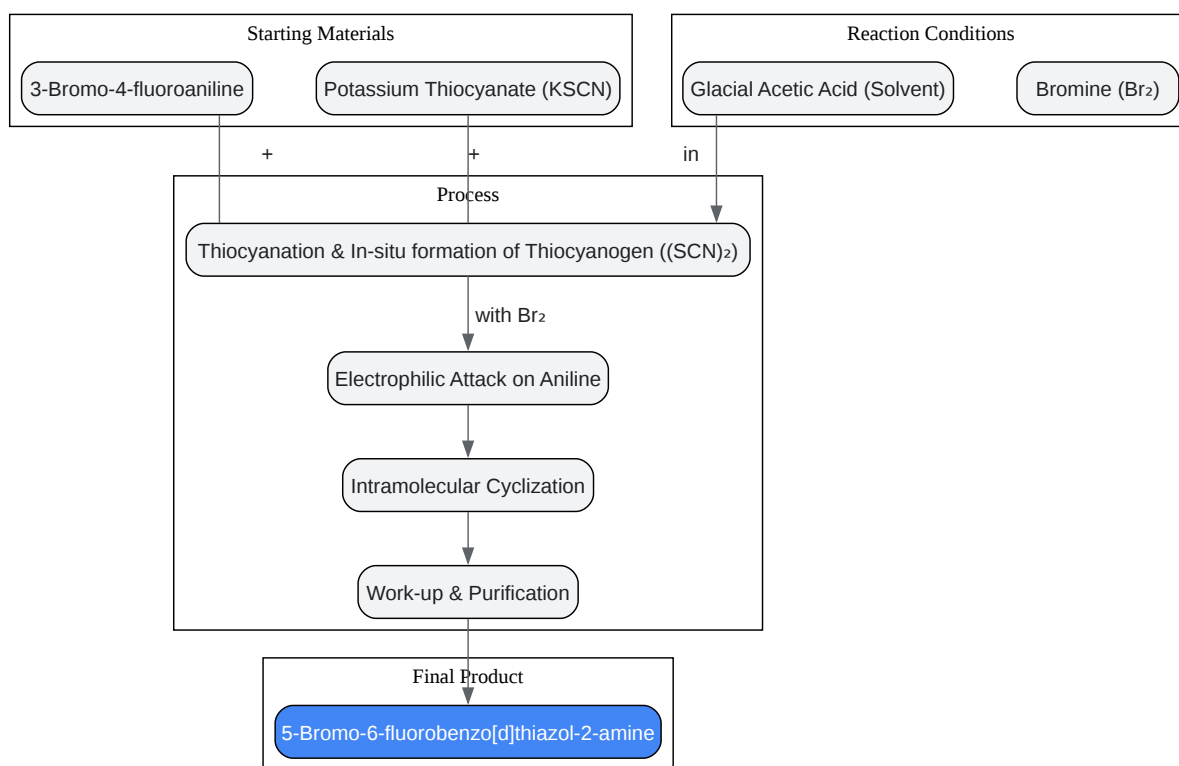 Starting Materials
Reaction Conditions
3-Bromo-4-fluoroaniline
Potassium Thiocyanate (KSCN)
Glacial Acetic Acid (Solvent)
Bromine (Br₂)
+
+
in
Process
Thiocyanation & In-situ formation of Thiocyanogen ((SCN)₂)
with Br₂
Electrophilic Attack on Aniline
Intramolecular Cyclization
Work-up & Purification
Final Product
5-Bromo-6-fluorobenzo[d]thiazol-2-amine